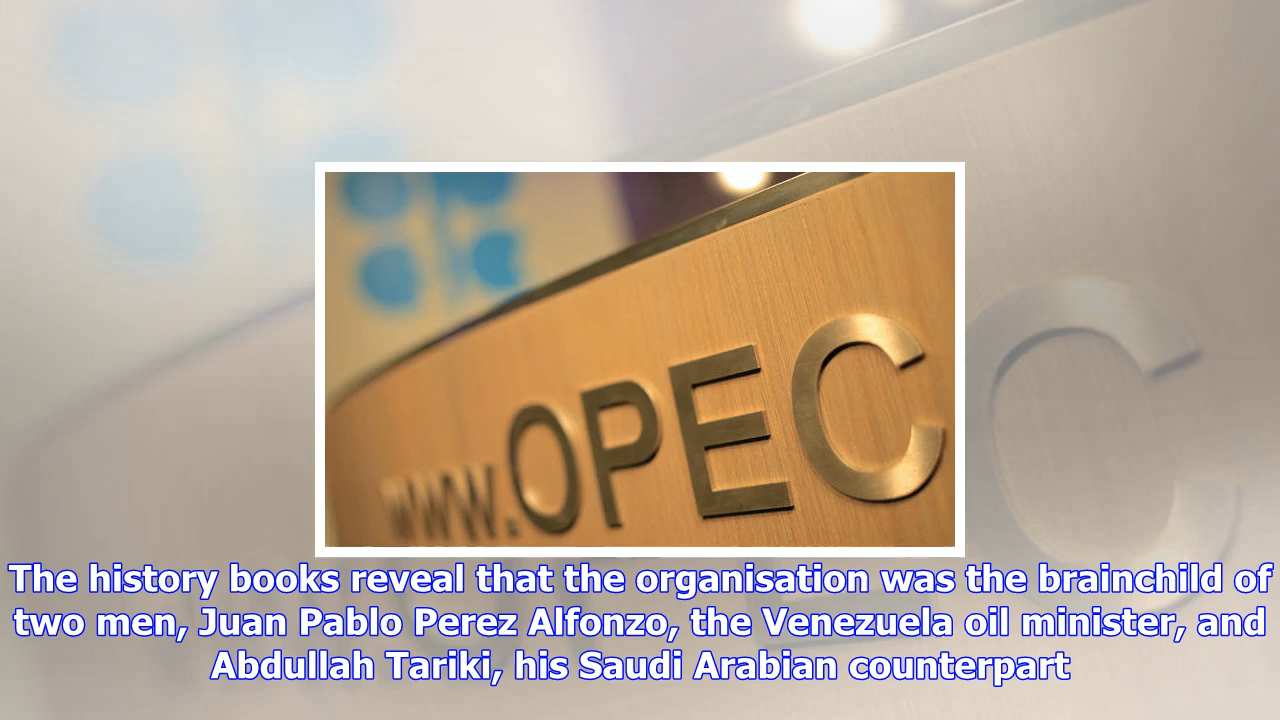 www.OPEC
The history books reveal that the organisation was the brainchild of
two men, Juan Pablo Perez Alfonzo, the Venezuela oil minister, and
Abdullah Tariki, his Saudi Arabian counterpart